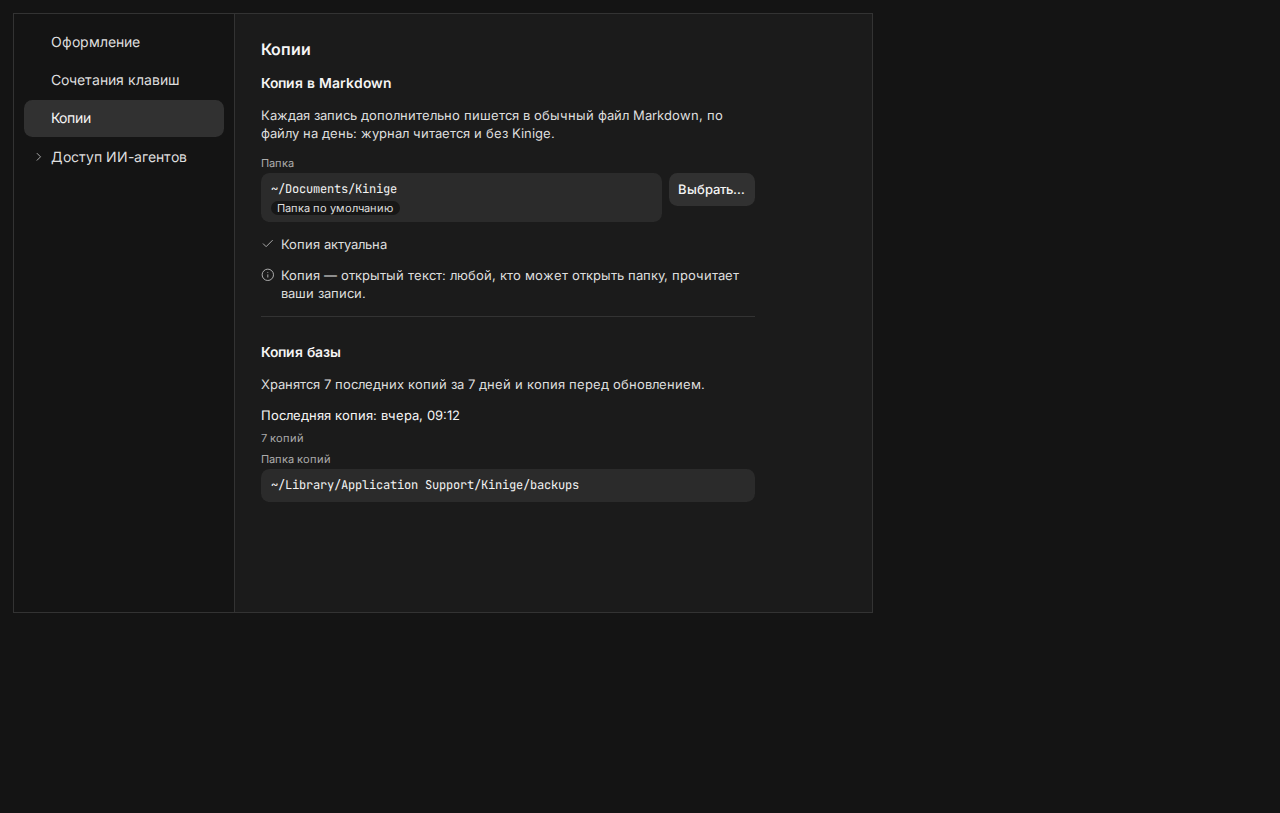 Оформление
Сочетания клавиш
Копии
Доступ ИИ-агентов
Копии
Копия в Markdown
Каждая запись дополнительно пишется в обычный файл Markdown, по
файлу на день: журнал читается и без Kinige.
Папка
~/Documents/Kinige
Выбрать...
Папка по умолчанию
Копия актуальна
Копия — открытый текст: любой, кто может открыть папку, прочитает
ваши записи.
Копия базы
Хранятся 7 последних копий за 7 дней и копия перед обновлением.
Последняя копия: вчера, 09:12
7 копий
Папка копий
~/Library/Application Support/Kinige/backups